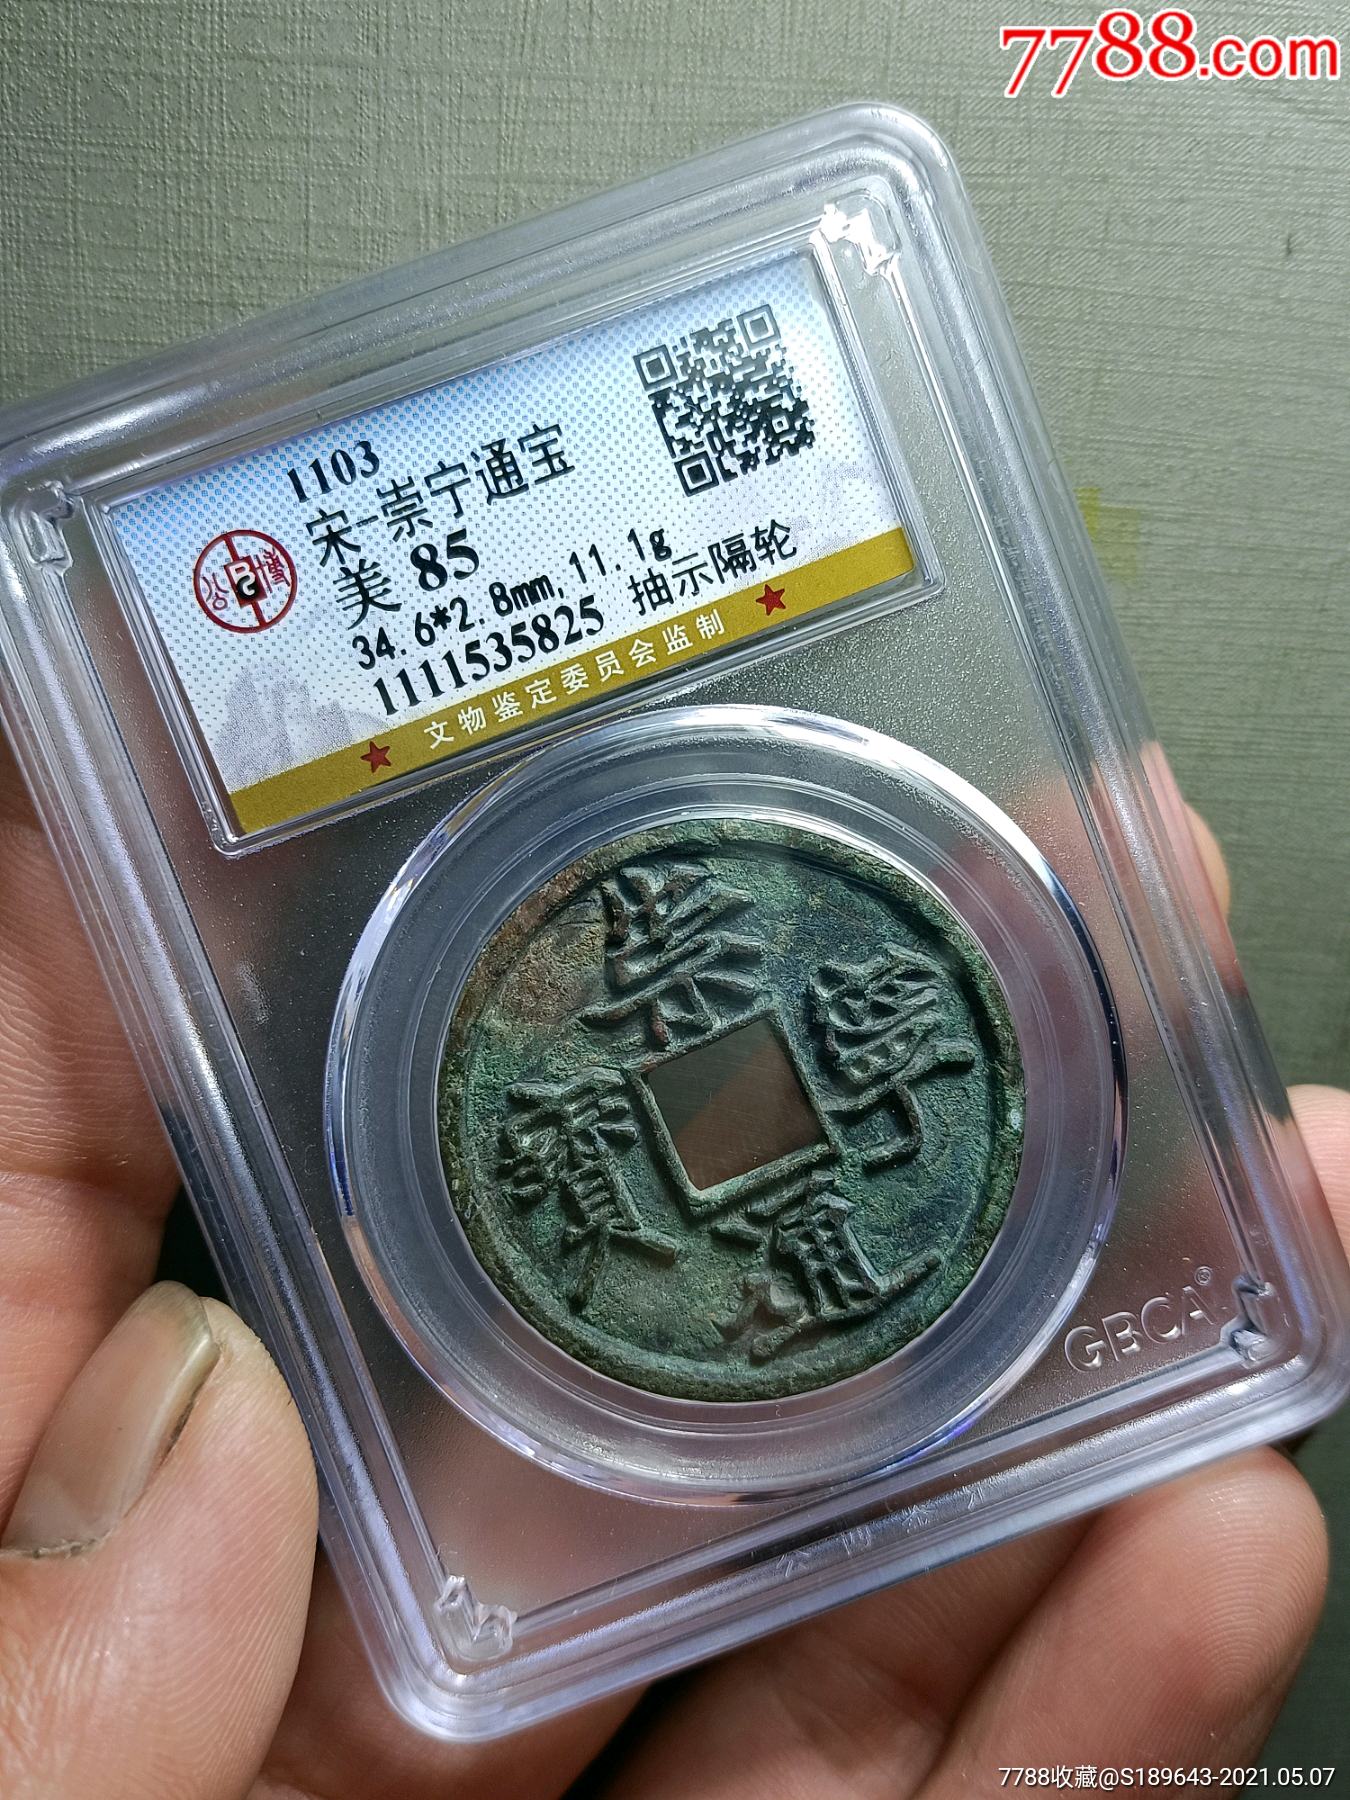 7788.com
1103
宋-崇宁通宝
美 85
34.6*2.8mm, 11.1g
1111535825 抽示隔轮
公博
文物鉴定委员会监制
崇寧通寶
GBCA®
7788收藏@S189643-2021.05.07